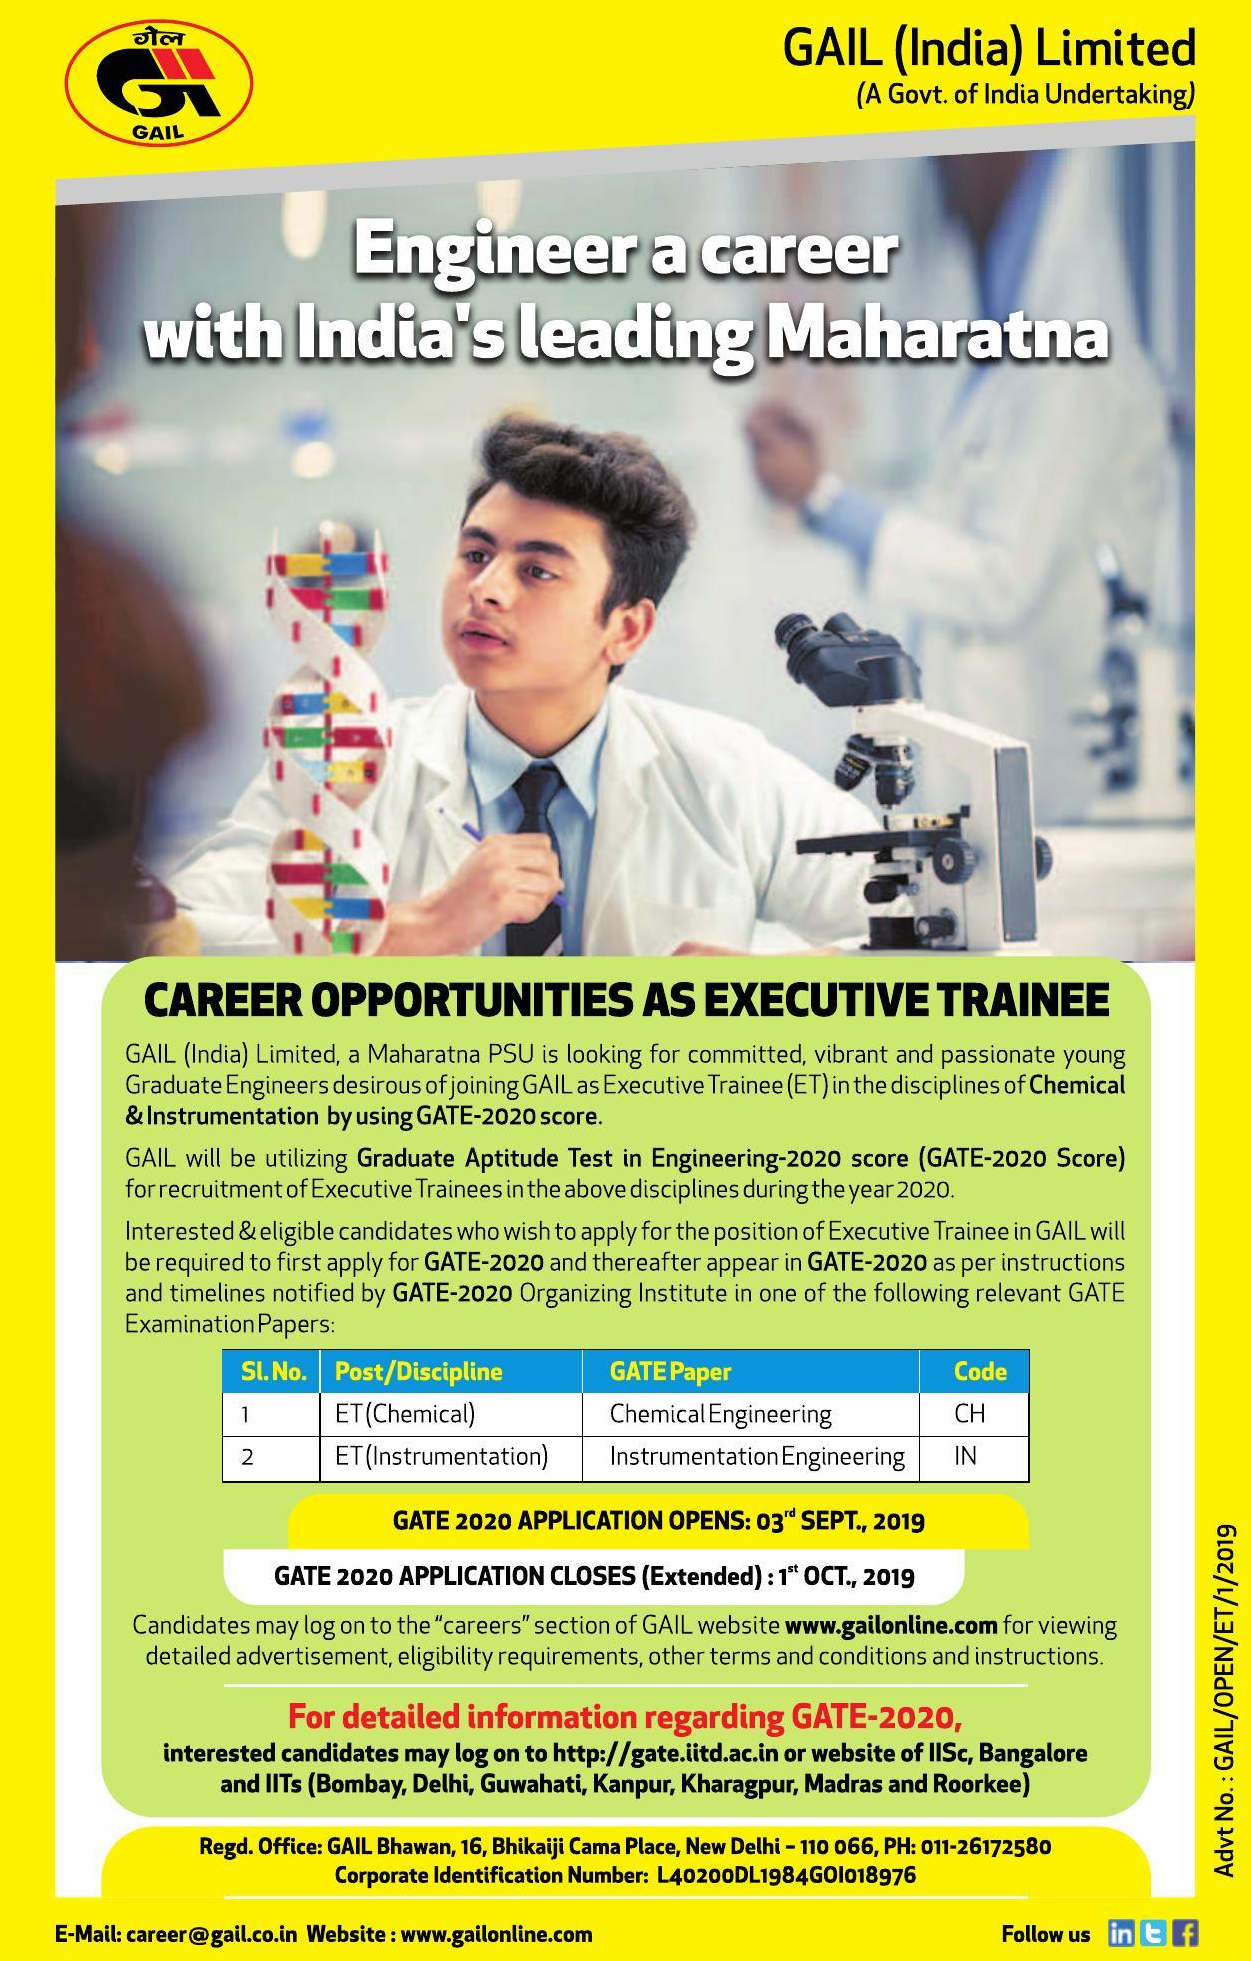 गेल
GAIL
GAIL (India) Limited
(A Govt. of India Undertaking)
Engineer a career
with India's leading Maharatna
CAREER OPPORTUNITIES AS EXECUTIVE TRAINEE
GAIL (India) Limited, a Maharatna PSU is looking for committed, vibrant and passionate young
Graduate Engineers desirous of joining GAIL as Executive Trainee (ET) in the disciplines of Chemical
& Instrumentation by using GATE-2020 score.
GAIL will be utilizing Graduate Aptitude Test in Engineering-2020 score (GATE-2020 Score)
for recruitment of Executive Trainees in the above disciplines during the year 2020.
Interested & eligible candidates who wish to apply for the position of Executive Trainee in GAIL will
be required to first apply for GATE-2020 and thereafter appear in GATE-2020 as per instructions
and timelines notified by GATE-2020 Organizing Institute in one of the following relevant GATE
Examination Papers:
Sl. No. Post/Discipline GATE Paper Code
1 ET (Chemical) Chemical Engineering CH
2 ET (Instrumentation) Instrumentation Engineering IN
GATE 2020 APPLICATION OPENS: 03rd SEPT., 2019
GATE 2020 APPLICATION CLOSES (Extended) : 1st OCT., 2019
Candidates may log on to the “careers” section of GAIL website www.gailonline.com for viewing
detailed advertisement, eligibility requirements, other terms and conditions and instructions.
For detailed information regarding GATE-2020,
interested candidates may log on to http://gate.iitd.ac.in or website of IISc, Bangalore
and IITs (Bombay, Delhi, Guwahati, Kanpur, Kharagpur, Madras and Roorkee)
Regd. Office: GAIL Bhawan, 16, Bhikaiji Cama Place, New Delhi – 110 066, PH: 011-26172580
Corporate Identification Number: L40200DL1984GOI018976
E-Mail: career@gail.co.in Website : www.gailonline.com
Follow us in t f
Advt No. : GAIL/OPEN/ET/1/2019